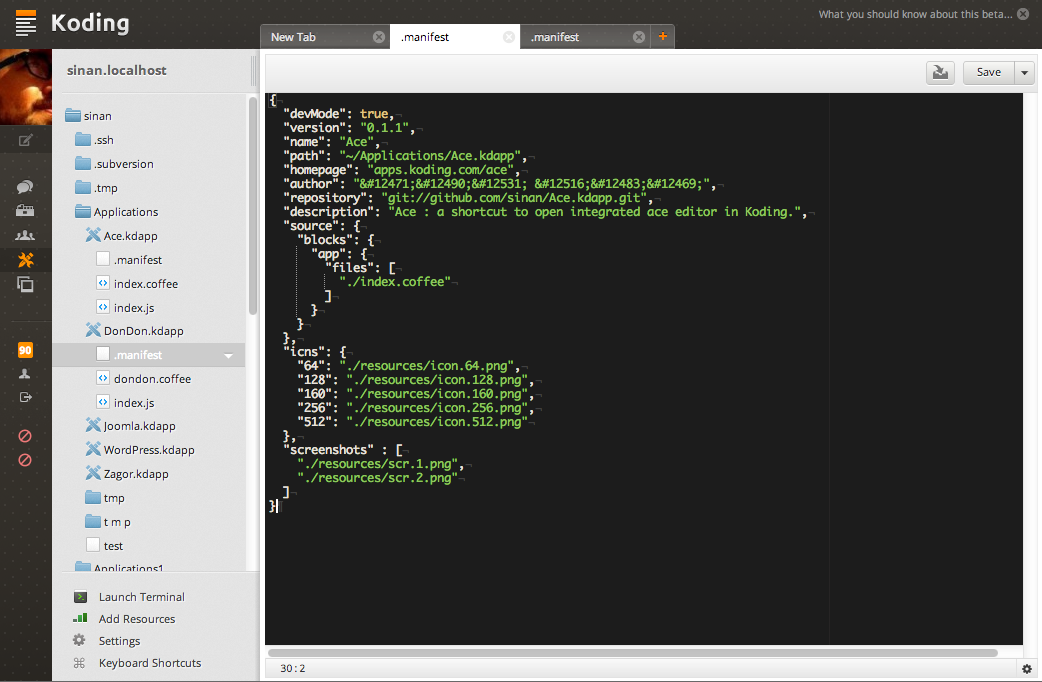 Koding
What you should know about this beta...
New Tab
.manifest
.manifest
+
sinan.localhost
Save
sinan
.ssh
.subversion
.tmp
Applications
Ace.kdapp
.manifest
index.coffee
index.js
DonDon.kdapp
.manifest
dondon.coffee
index.js
Joomla.kdapp
WordPress.kdapp
Zagor.kdapp
tmp
t m p
test
Applications1
90
Launch Terminal
Add Resources
Settings
Keyboard Shortcuts
{
"devMode": true,
"version": "0.1.1",
"name": "Ace",
"path": "~/Applications/Ace.kdapp",
"homepage": "apps.koding.com/ace",
"author": "&#12471;&#12490;&#12531; &#12516;&#12483;&#12469;",
"repository": "git://github.com/sinan/Ace.kdapp.git",
"description": "Ace : a shortcut to open integrated ace editor in Koding.",
"source": {
"blocks": {
"app": {
"files": [
"./index.coffee"
]
}
}
},
"icns": {
"64": "./resources/icon.64.png",
"128": "./resources/icon.128.png",
"160": "./resources/icon.160.png",
"256": "./resources/icon.256.png",
"512": "./resources/icon.512.png"
},
"screenshots" : [
"./resources/scr.1.png",
"./resources/scr.2.png"
]
}
30:2